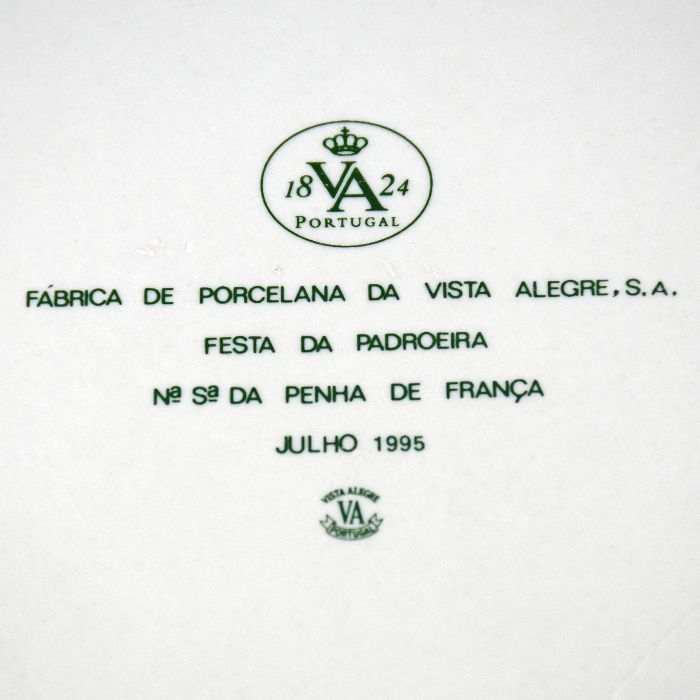 18 VA 24
PORTUGAL
FÁBRICA DE PORCELANA DA VISTA ALEGRE, S.A.
FESTA DA PADROEIRA
Nª Sª DA PENHA DE FRANÇA
JULHO 1995
VISTA ALEGRE
VA
PORTUGAL